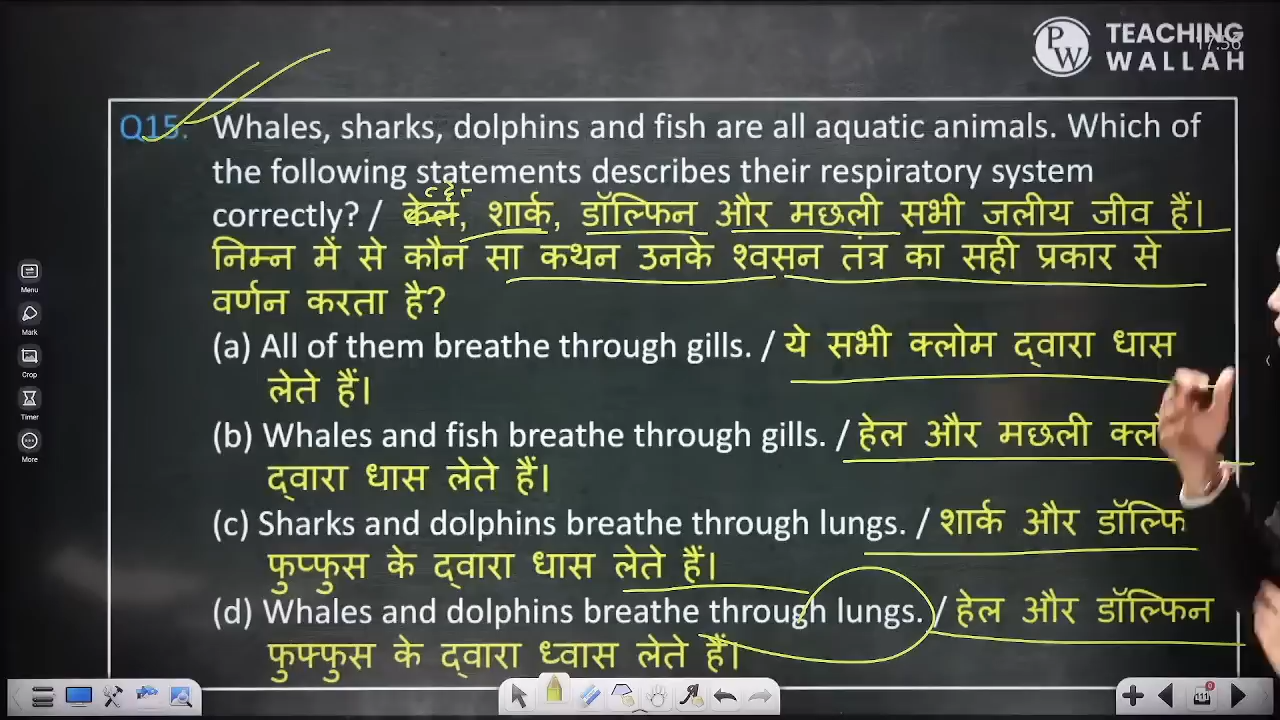 TEACHING
17:56
WALLAH
PW
Q15. Whales, sharks, dolphins and fish are all aquatic animals. Which of
the following statements describes their respiratory system
correctly? / केल, शार्क, डॉल्फिन और मछली सभी जलीय जीव हैं।
निम्न में से कौन सा कथन उनके श्वसन तंत्र का सही प्रकार से
वर्णन करता है?
(a) All of them breathe through gills. / ये सभी क्लोम द्वारा धास
लेते हैं।
(b) Whales and fish breathe through gills. / हेल और मछली
द्वारा धास लेते हैं।
(c) Sharks and dolphins breathe through lungs. / शार्क और
फुप्फुस के द्वारा धास लेते हैं।
(d) Whales and dolphins breathe through lungs. / हेल और डॉल्फिन
फुफ्फुस के द्वारा ध्वास लेते हैं।
Menu
Mark
Crop
Timer
More